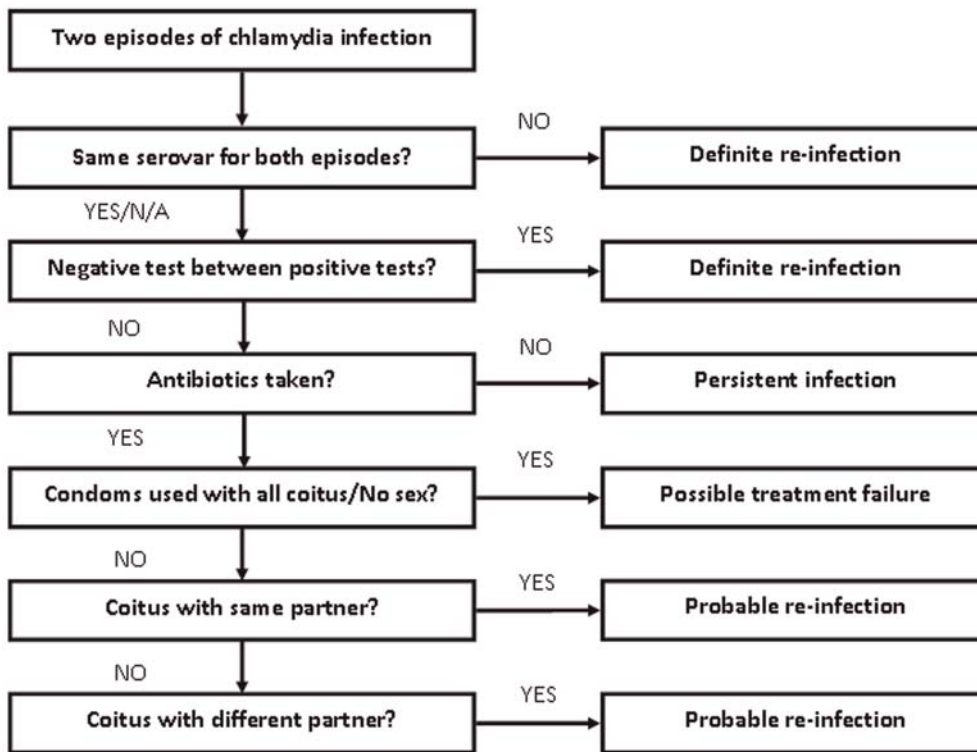 Two episodes of chlamydia infection
NO
Same serovar for both episodes?
Definite re-infection
YES/N/A
YES
Negative test between positive tests?
Definite re-infection
NO
NO
Antibiotics taken?
Persistent infection
YES
YES
Condoms used with all coitus/No sex?
Possible treatment failure
NO
YES
Coitus with same partner?
Probable re-infection
NO
YES
Coitus with different partner?
Probable re-infection